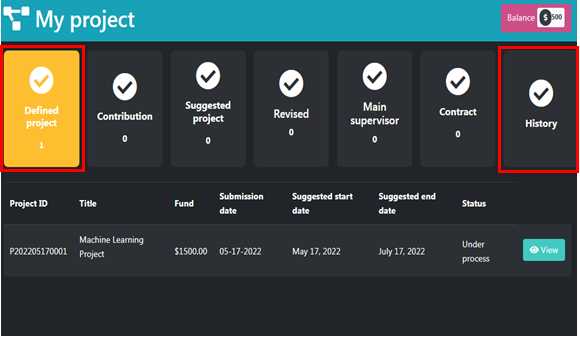 My project
Balance $ 500
Defined
project
1
Contribution
0
Suggested
project
0
Revised
0
Main
supervisor
0
Contract
0
History
Project ID Title Fund Submission date Suggested start date Suggested end date Status
P202205170001 Machine Learning Project $1500.00 05-17-2022 May 17, 2022 July 17, 2022 Under process View